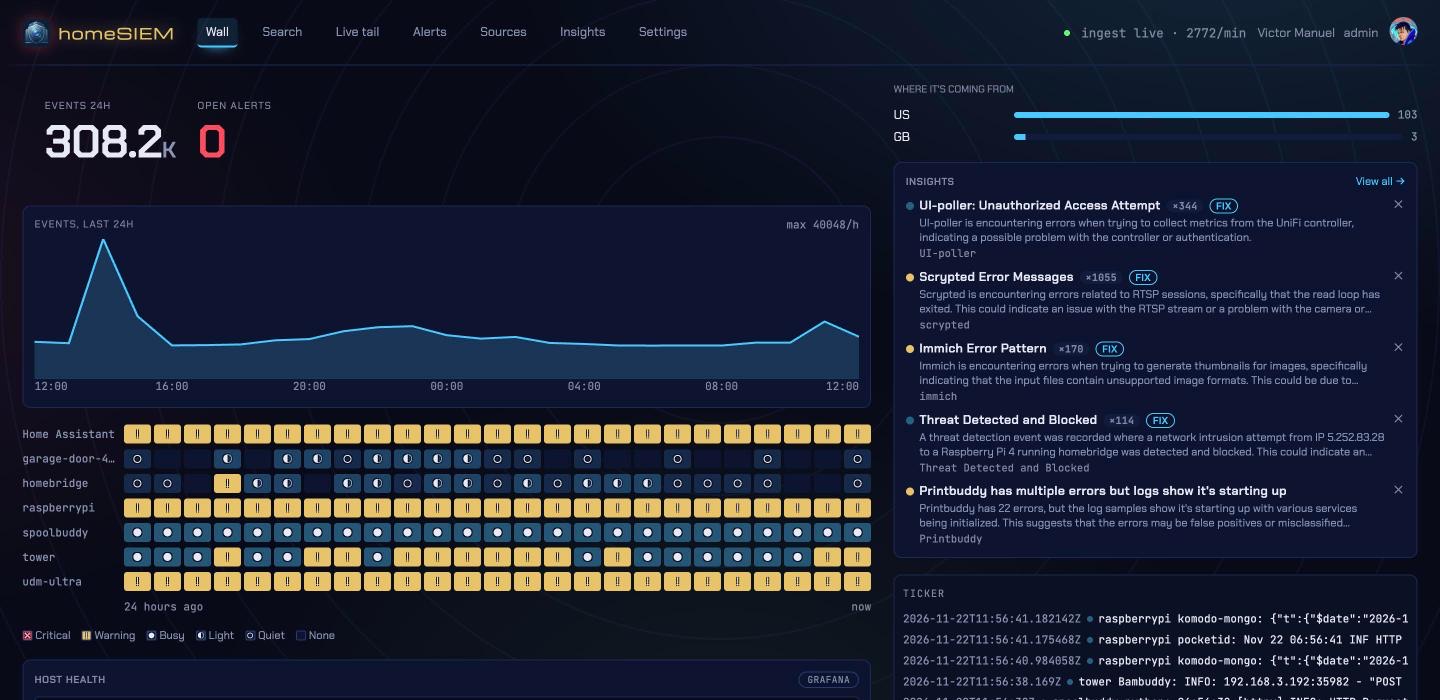 homeSIEM
Wall Search Live tail Alerts Sources Insights Settings
ingest live · 2772/min Victor Manuel admin
EVENTS 24H OPEN ALERTS
308.2K 0
EVENTS, LAST 24H max 40048/h
12:00 16:00 20:00 00:00 04:00 08:00 12:00
Home Assistant
garage-door-4…
homebridge
raspberrypi
spoolbuddy
tower
udm-ultra
24 hours ago now
Critical Warning Busy Light Quiet None
HOST HEALTH GRAFANA
WHERE IT'S COMING FROM
US 103
GB 3
INSIGHTS View all →
UI-poller: Unauthorized Access Attempt ×344 FIX
UI-poller is encountering errors when trying to collect metrics from the UniFi controller,
indicating a possible problem with the controller or authentication.
UI-poller
Scrypted Error Messages ×1055 FIX
Scrypted is encountering errors related to RTSP sessions, specifically that the read loop has
exited. This could indicate an issue with the RTSP stream or a problem with the camera or…
scrypted
Immich Error Pattern ×170 FIX
Immich is encountering errors when trying to generate thumbnails for images, specifically
indicating that the input files contain unsupported image formats. This could be due to…
immich
Threat Detected and Blocked ×114 FIX
A threat detection event was recorded where a network intrusion attempt from IP 5.252.83.28
to a Raspberry Pi 4 running homebridge was detected and blocked. This could indicate an…
Threat Detected and Blocked
Printbuddy has multiple errors but logs show it's starting up
Printbuddy has 22 errors, but the log samples show it's starting up with various services
being initialized. This suggests that the errors may be false positives or misclassified…
Printbuddy
TICKER
2026-11-22T11:56:41.182142Z raspberrypi komodo-mongo: {"t":{"$date":"2026-1
2026-11-22T11:56:41.175468Z raspberrypi pocketid: Nov 22 06:56:41 INF HTTP
2026-11-22T11:56:40.984058Z raspberrypi komodo-mongo: {"t":{"$date":"2026-1
2026-11-22T11:56:38.169Z tower Bambuddy: INFO: 192.168.3.192:35982 - "POST